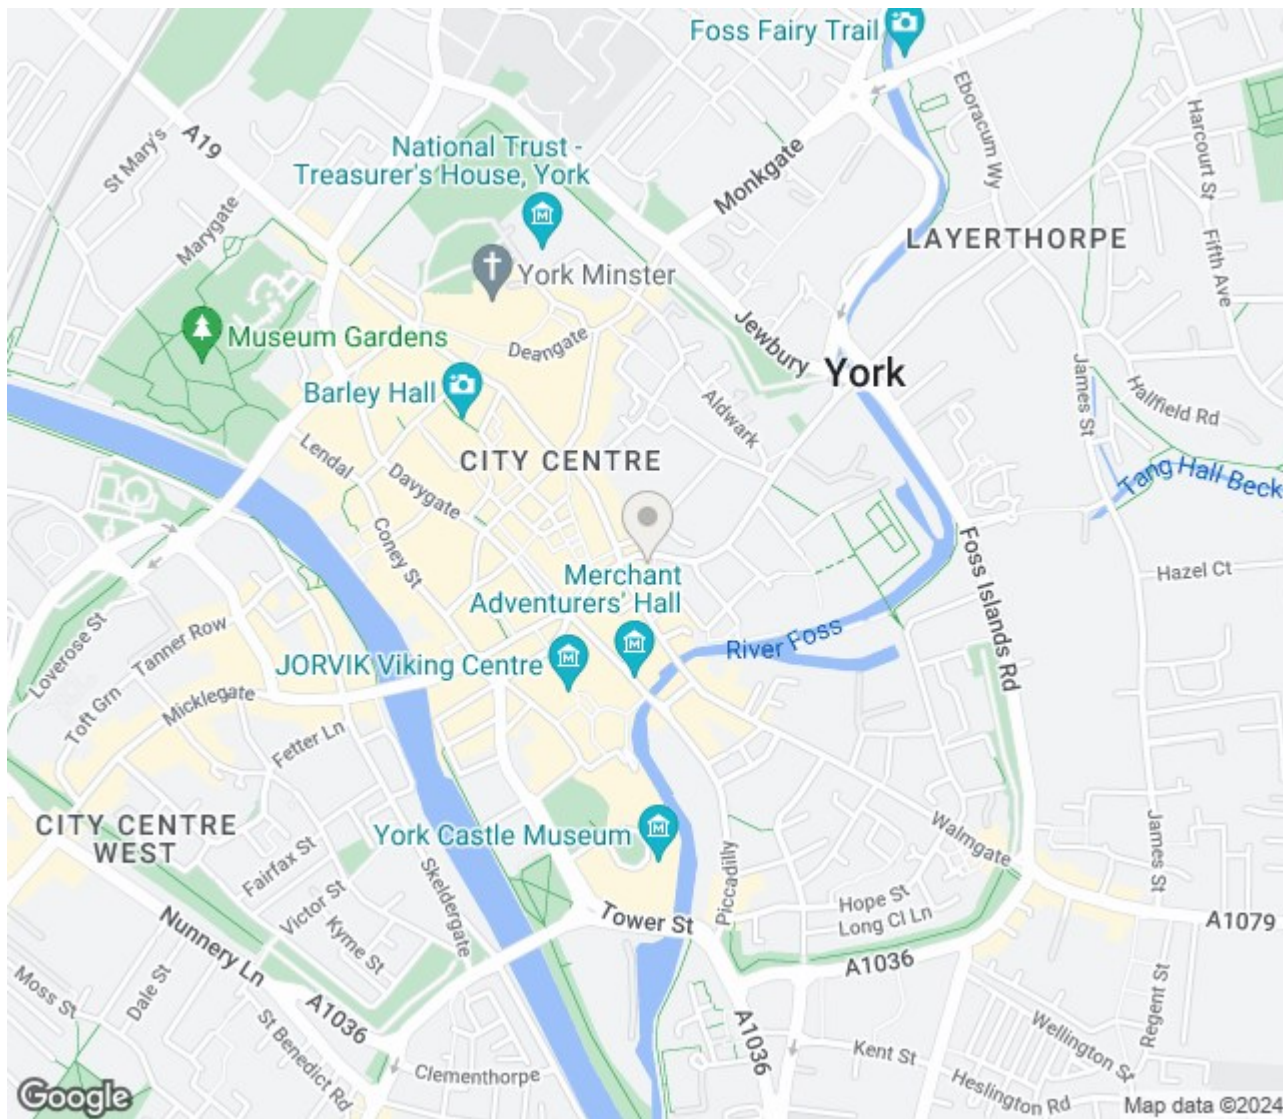 Foss Fairy Trail
A19
St Mary's
National Trust -
Treasurer's House, York
Eboracum Wy
Harcourt St
Monkgate
Marygate
LAYERTHORPE
Fifth Ave
York Minster
Museum Gardens
Deangate
Jewbury
York
Barley Hall
Aldwark
James St
Hallfield Rd
Lendal
Davygate
CITY CENTRE
Tang Hall Beck
Coney St
Foss Islands Rd
Hazel Ct
Merchant
Adventurers' Hall
Loverose St
Tanner Row
River Foss
JORVIK Viking Centre
Toft Grn
Micklegate
Fetter Ln
CITY CENTRE
WEST
York Castle Museum
Walmgate
James St
Fairfax St
Skeldergate
Piccadilly
Victor St
Hope St
Kyme St
Tower St
Long Cl Ln
A1079
Nunnery Ln
A1036
Moss St
Dale St
A1036
St Benedict Rd
A1036
Regent St
Wellington St
Kent St
Clementhorpe
Heslington Rd
Google
Map data ©2024